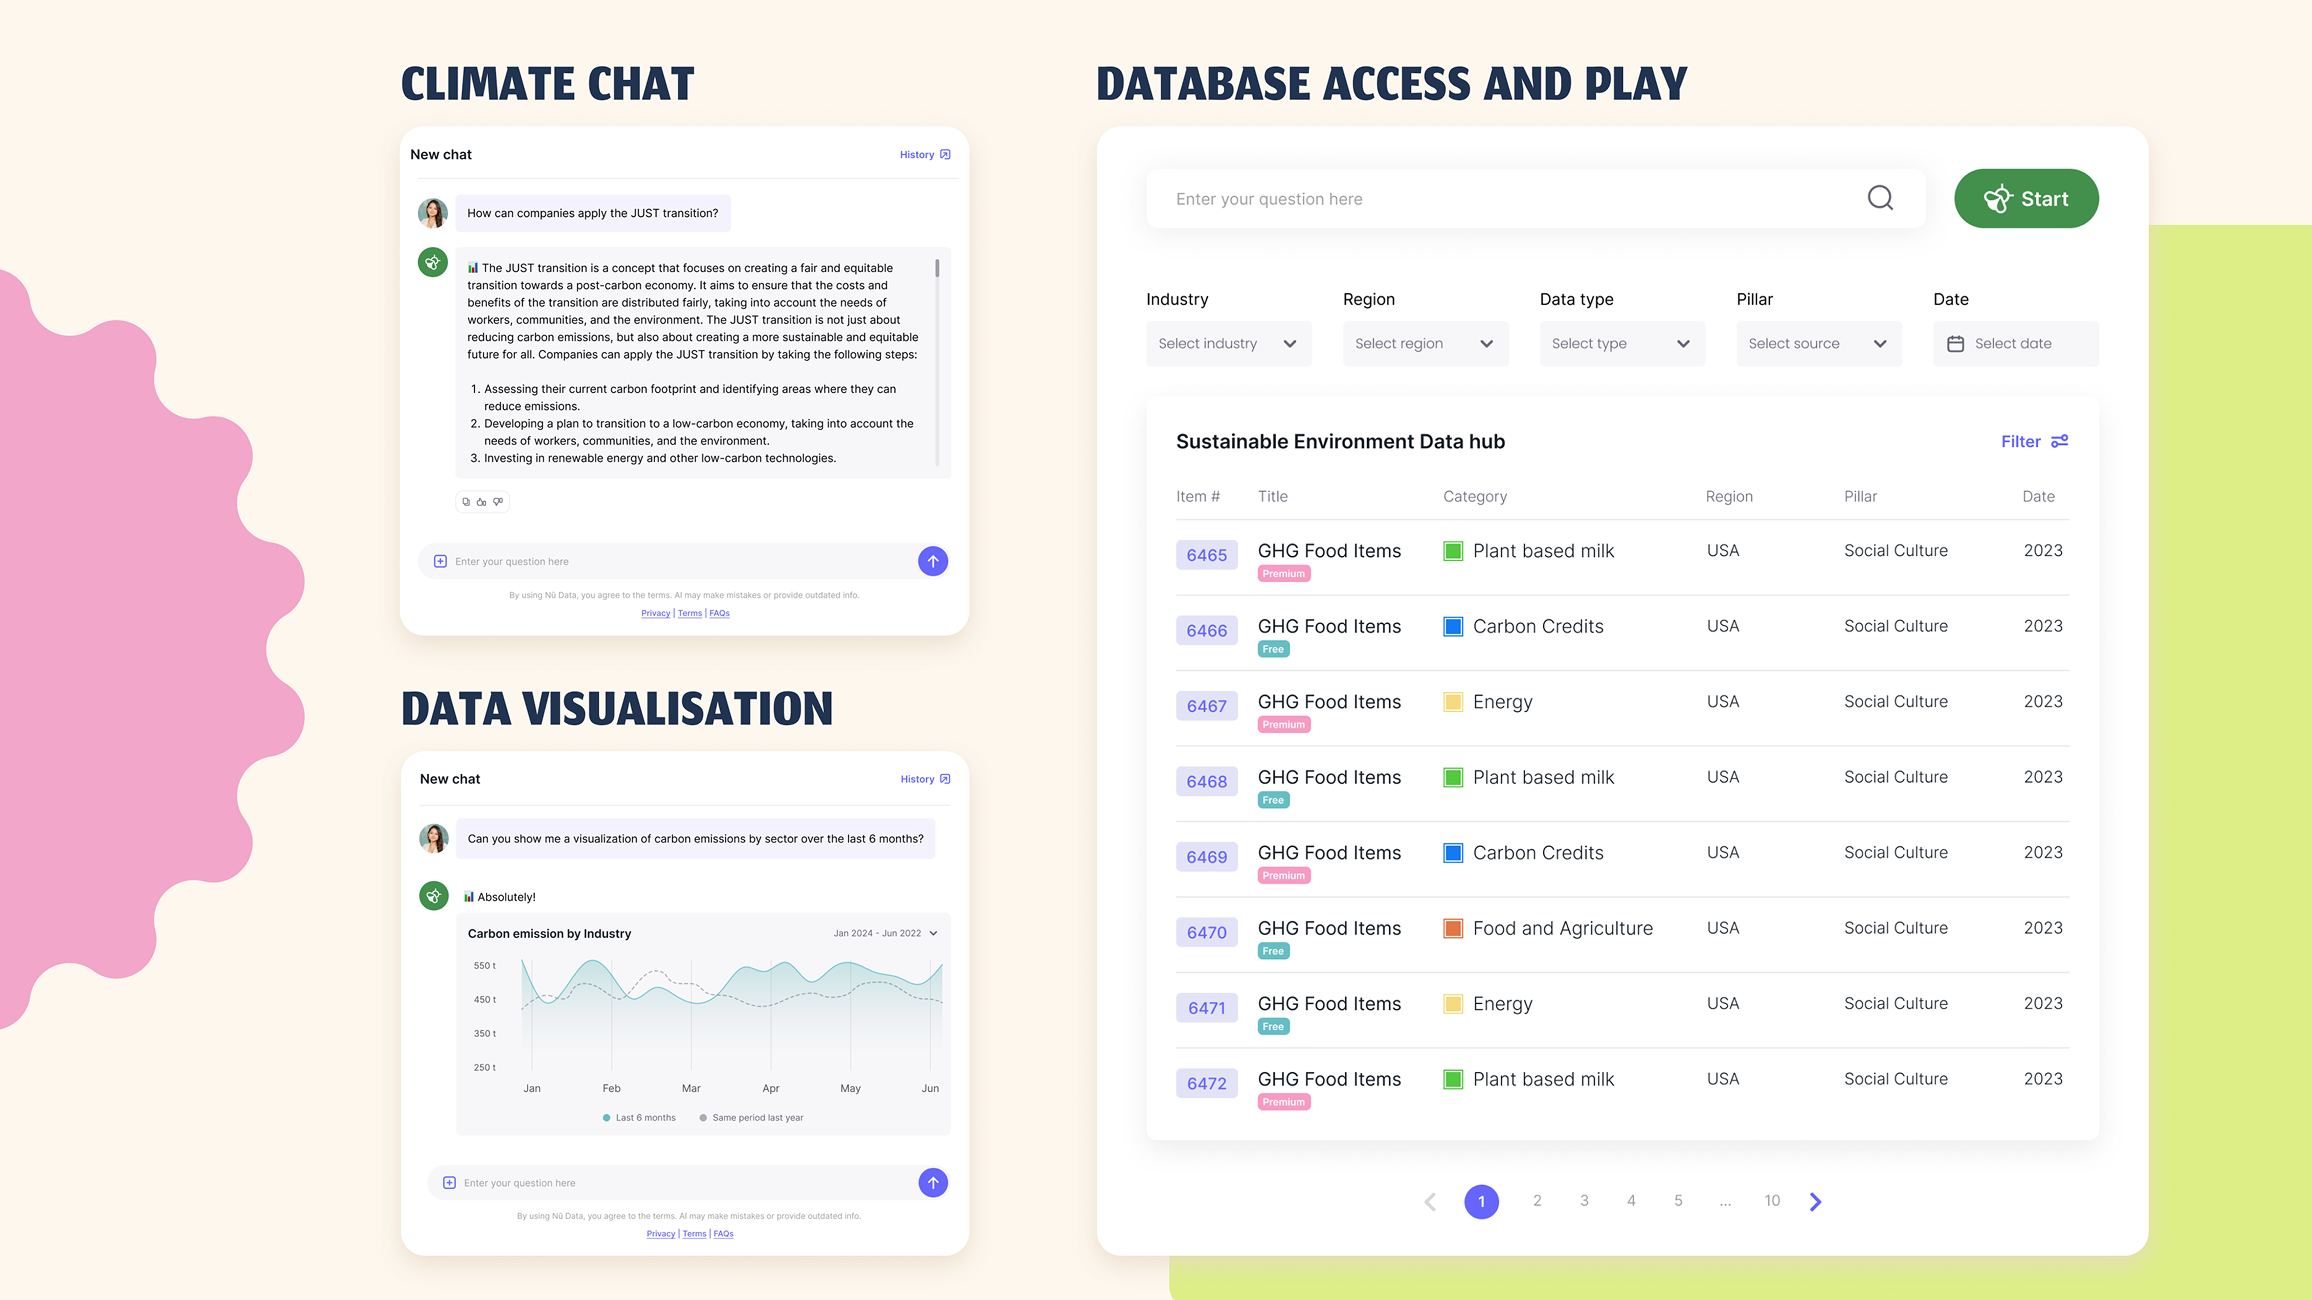 CLIMATE CHAT
New chat
History
How can companies apply the JUST transition?
The JUST transition is a concept that focuses on creating a fair and equitable
transition towards a post-carbon economy. It aims to ensure that the costs and
benefits of the transition are distributed fairly, taking into account the needs of
workers, communities, and the environment. The JUST transition is not just about
reducing carbon emissions, but also about creating a more sustainable and equitable
future for all. Companies can apply the JUST transition by taking the following steps:
1. Assessing their current carbon footprint and identifying areas where they can
reduce emissions.
2. Developing a plan to transition to a low-carbon economy, taking into account the
needs of workers, communities, and the environment.
3. Investing in renewable energy and other low-carbon technologies.
Enter your question here
By using Nü Data, you agree to the terms. AI may make mistakes or provide outdated info.
Privacy | Terms | FAQs
DATA VISUALISATION
New chat
History
Can you show me a visualization of carbon emissions by sector over the last 6 months?
Absolutely!
Carbon emission by Industry
Jan 2024 - Jun 2022
550 t
450 t
350 t
250 t
Jan Feb Mar Apr May Jun
Last 6 months Same period last year
Enter your question here
By using Nü Data, you agree to the terms. AI may make mistakes or provide outdated info.
Privacy | Terms | FAQs
DATABASE ACCESS AND PLAY
Enter your question here
Start
Industry Region Data type Pillar Date
Select industry Select region Select type Select source Select date
Sustainable Environment Data hub
Filter
Item # Title Category Region Pillar Date
6465 GHG Food Items Plant based milk USA Social Culture 2023
Premium
6466 GHG Food Items Carbon Credits USA Social Culture 2023
Free
6467 GHG Food Items Energy USA Social Culture 2023
Premium
6468 GHG Food Items Plant based milk USA Social Culture 2023
Free
6469 GHG Food Items Carbon Credits USA Social Culture 2023
Premium
6470 GHG Food Items Food and Agriculture USA Social Culture 2023
Free
6471 GHG Food Items Energy USA Social Culture 2023
Free
6472 GHG Food Items Plant based milk USA Social Culture 2023
Premium
1 2 3 4 5 ... 10